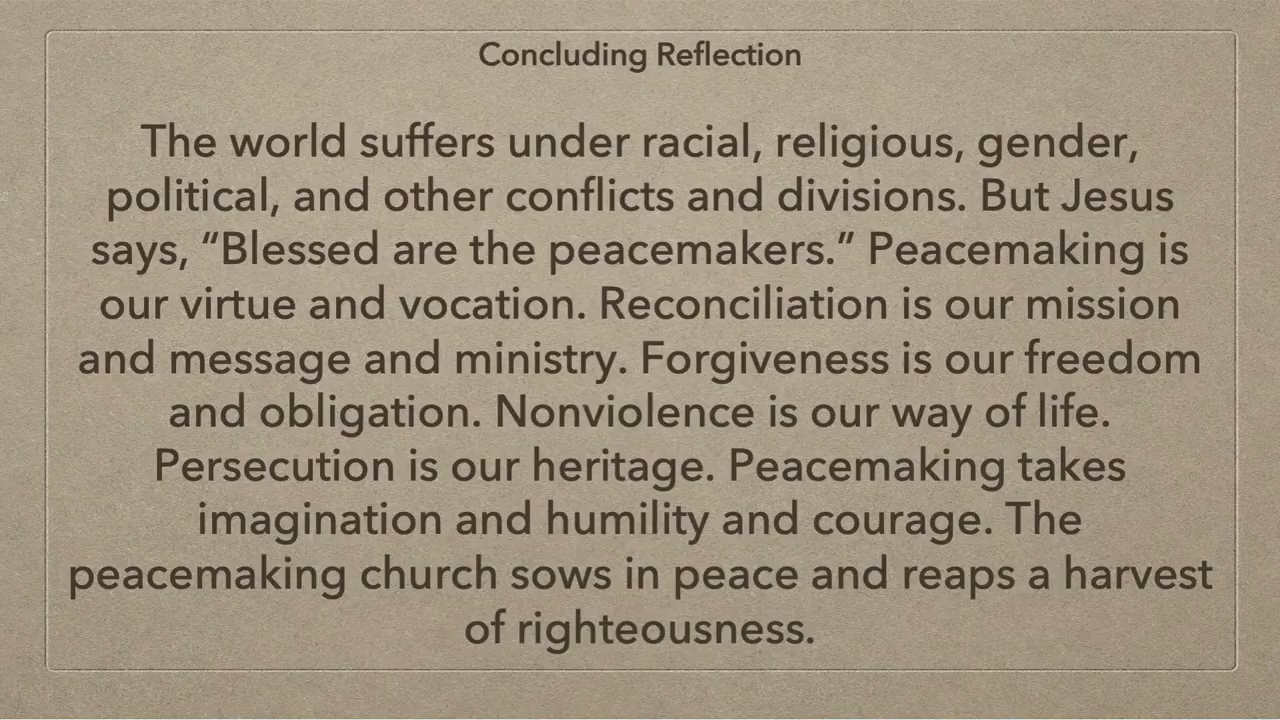 Concluding Reflection
The world suffers under racial, religious, gender,
political, and other conflicts and divisions. But Jesus
says, “Blessed are the peacemakers.” Peacemaking is
our virtue and vocation. Reconciliation is our mission
and message and ministry. Forgiveness is our freedom
and obligation. Nonviolence is our way of life.
Persecution is our heritage. Peacemaking takes
imagination and humility and courage. The
peacemaking church sows in peace and reaps a harvest
of righteousness.